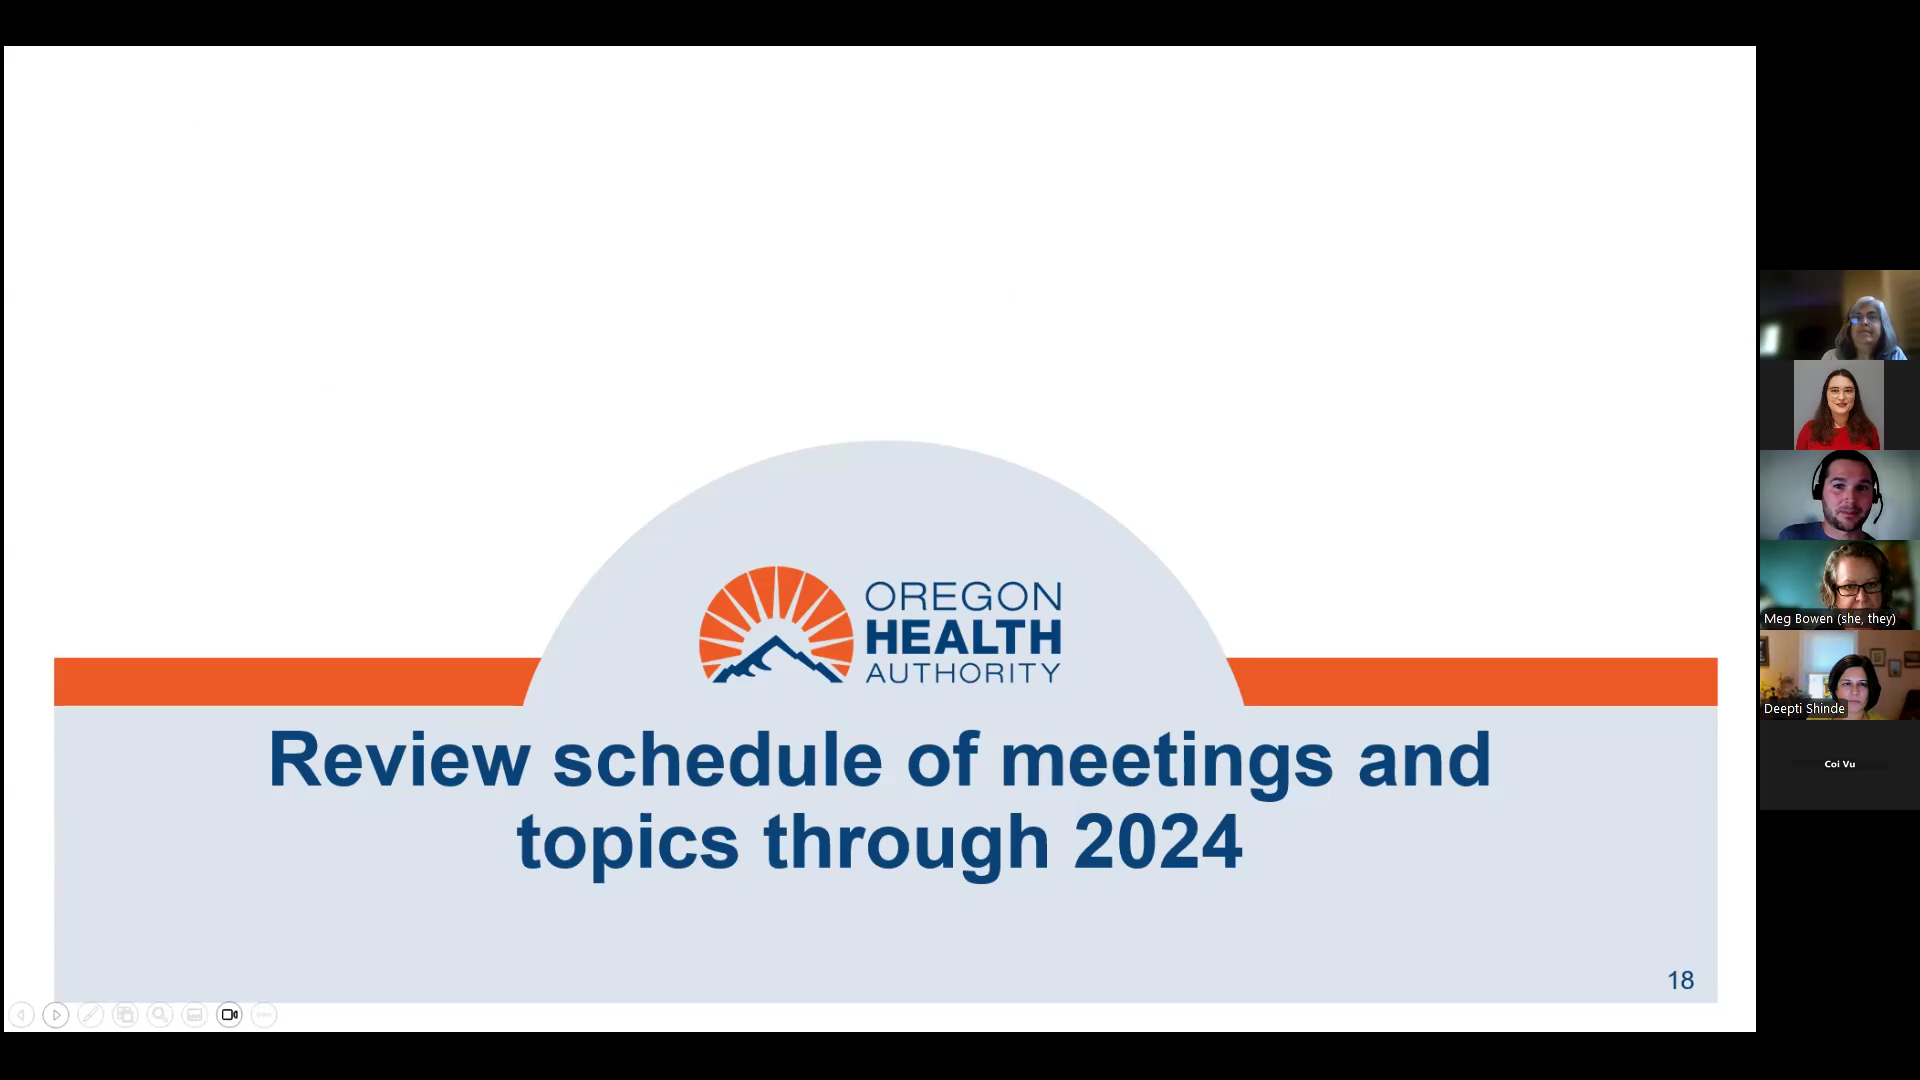 OREGON
HEALTH
AUTHORITY
Review schedule of meetings and
topics through 2024
18
Meg Bowen (she, they)
Deepti Shinde
Coi Vu